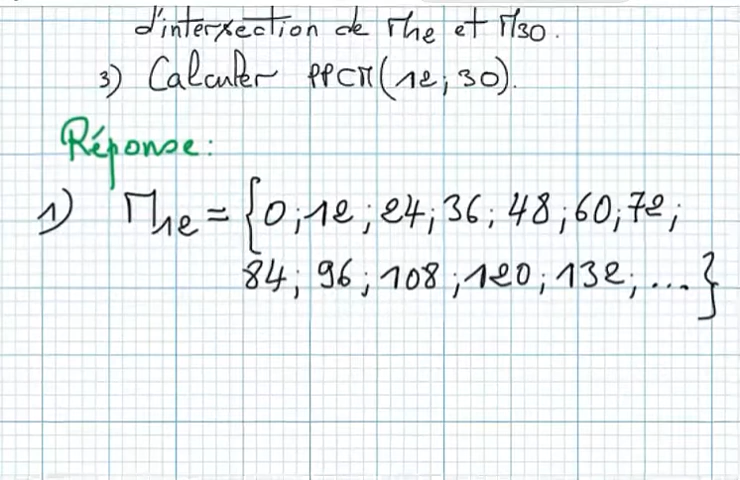 d'intersection de M12 et M30.
3) Calculer PPCM(12; 30).
Réponse:
1) M12 = {0; 12; 24; 36; 48; 60; 72;
84; 96; 108; 120; 132; ...}